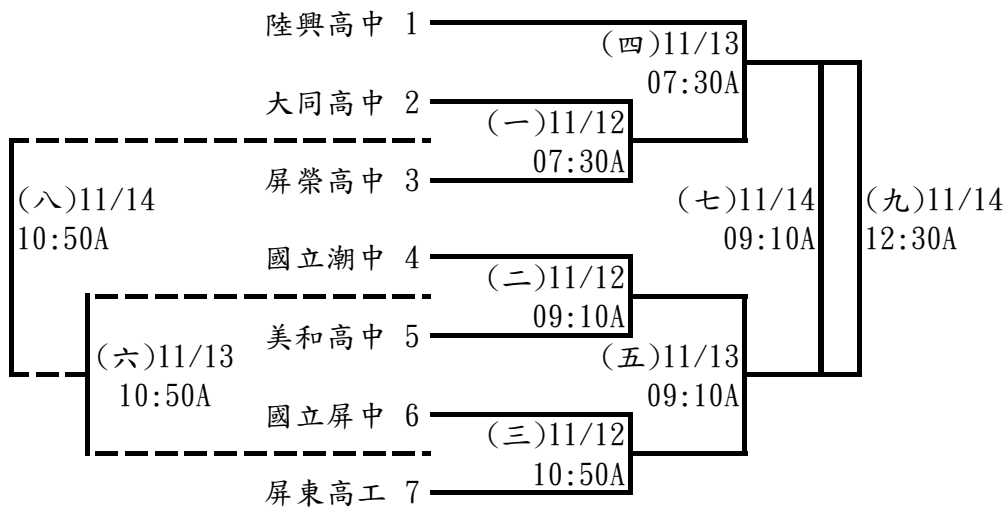 陸興高中 1
(四)11/13
07:30A
大同高中 2
(一)11/12
07:30A
屏榮高中 3
(八)11/14
10:50A
(七)11/14
09:10A
(九)11/14
12:30A
國立潮中 4
(二)11/12
09:10A
美和高中 5
(六)11/13
10:50A
(五)11/13
09:10A
國立屏中 6
(三)11/12
10:50A
屏東高工 7